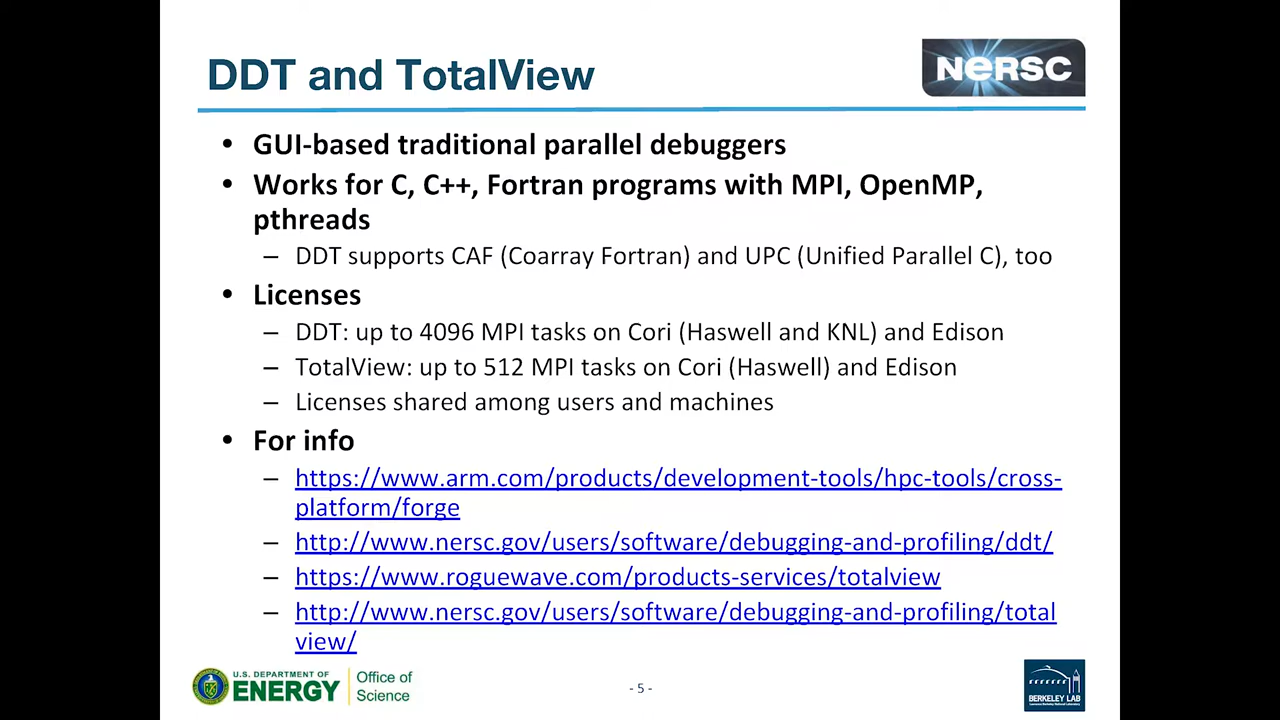 DDT and TotalView
NERSC
• GUI-based traditional parallel debuggers
• Works for C, C++, Fortran programs with MPI, OpenMP,
pthreads
– DDT supports CAF (Coarray Fortran) and UPC (Unified Parallel C), too
• Licenses
– DDT: up to 4096 MPI tasks on Cori (Haswell and KNL) and Edison
– TotalView: up to 512 MPI tasks on Cori (Haswell) and Edison
– Licenses shared among users and machines
• For info
– https://www.arm.com/products/development-tools/hpc-tools/cross-
platform/forge
– http://www.nersc.gov/users/software/debugging-and-profiling/ddt/
– https://www.roguewave.com/products-services/totalview
– http://www.nersc.gov/users/software/debugging-and-profiling/total
view/
U.S. DEPARTMENT OF
ENERGY
Office of
Science
- 5 -
BERKELEY LAB
Lawrence Berkeley National Laboratory